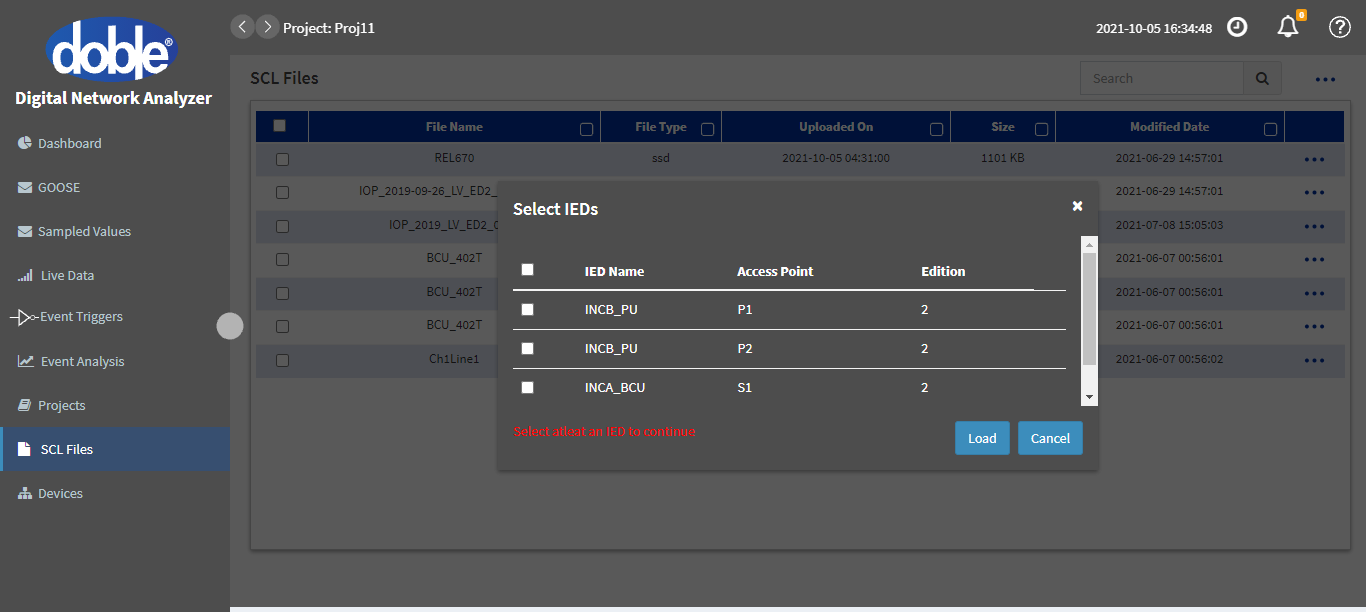 doble®
Digital Network Analyzer
Dashboard
GOOSE
Sampled Values
Live Data
Event Triggers
Event Analysis
Projects
SCL Files
Devices
Project: Proj11
2021-10-05 16:34:48
0
SCL Files
Search
File Name File Type Uploaded On Size Modified Date
REL670 ssd 2021-10-05 04:31:00 1101 KB 2021-06-29 14:57:01
IOP_2019-09-26_LV_ED2_ 2021-06-29 14:57:01
IOP_2019_LV_ED2_ 2021-07-08 15:05:03
BCU_402T 2021-06-07 00:56:01
BCU_402T 2021-06-07 00:56:01
BCU_402T 2021-06-07 00:56:01
Ch1Line1 2021-06-07 00:56:02
Select IEDs
IED Name Access Point Edition
INCB_PU P1 2
INCB_PU P2 2
INCA_BCU S1 2
Select atleat an IED to continue
Load
Cancel